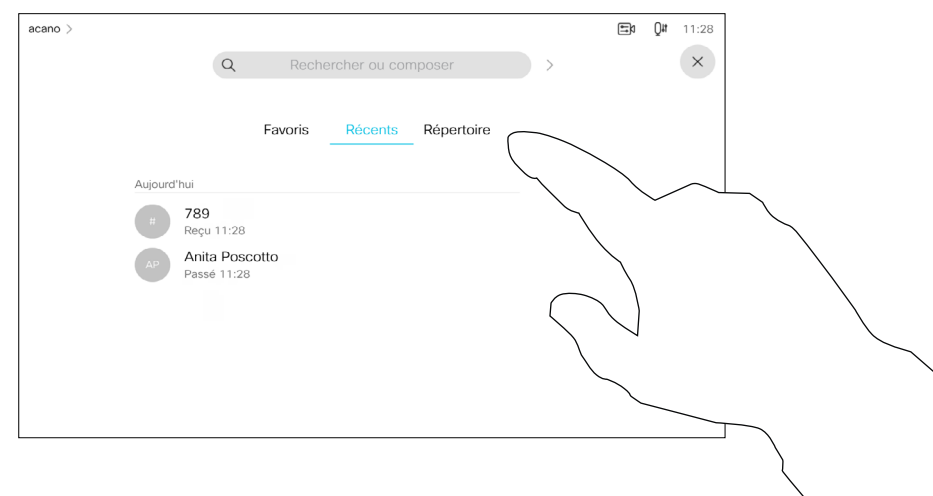 acano >
11:28
Rechercher ou composer
Favoris Récents Répertoire
Aujourd'hui
#
789
Reçu 11:28
AP
Anita Poscotto
Passé 11:28